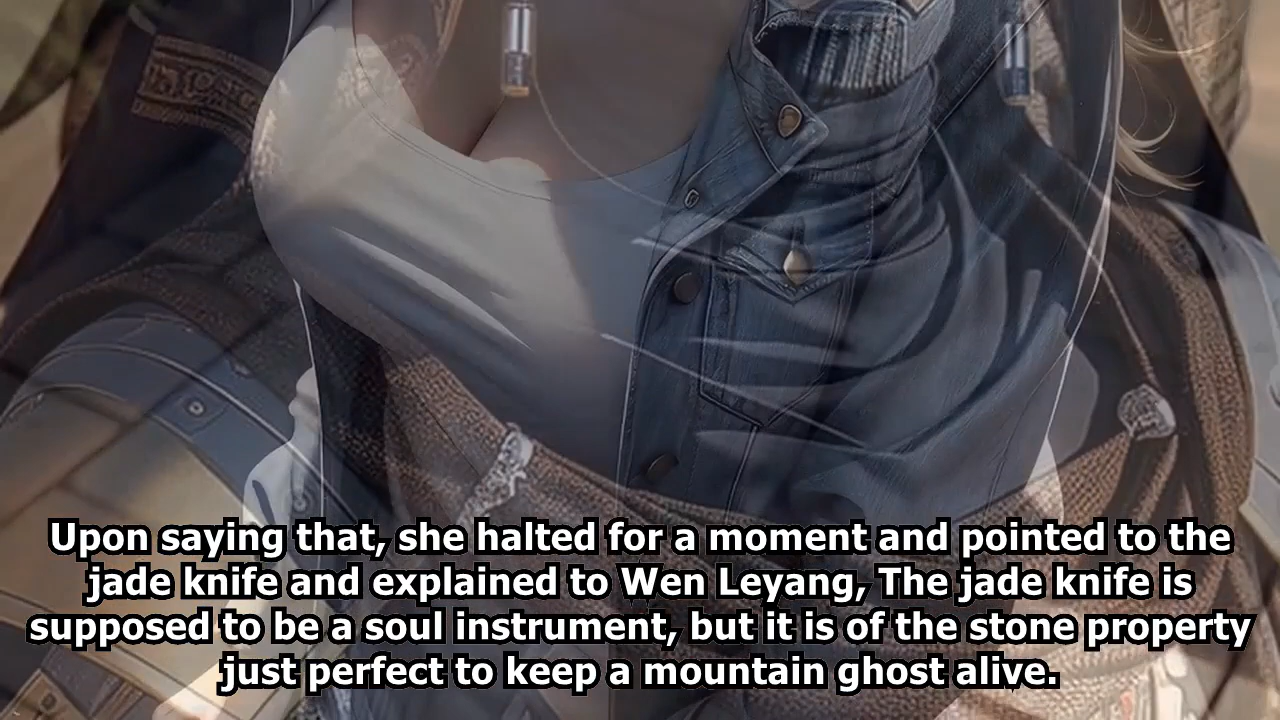 Upon saying that, she halted for a moment and pointed to the
jade knife and explained to Wen Leyang, The jade knife is
supposed to be a soul instrument, but it is of the stone property
just perfect to keep a mountain ghost alive.